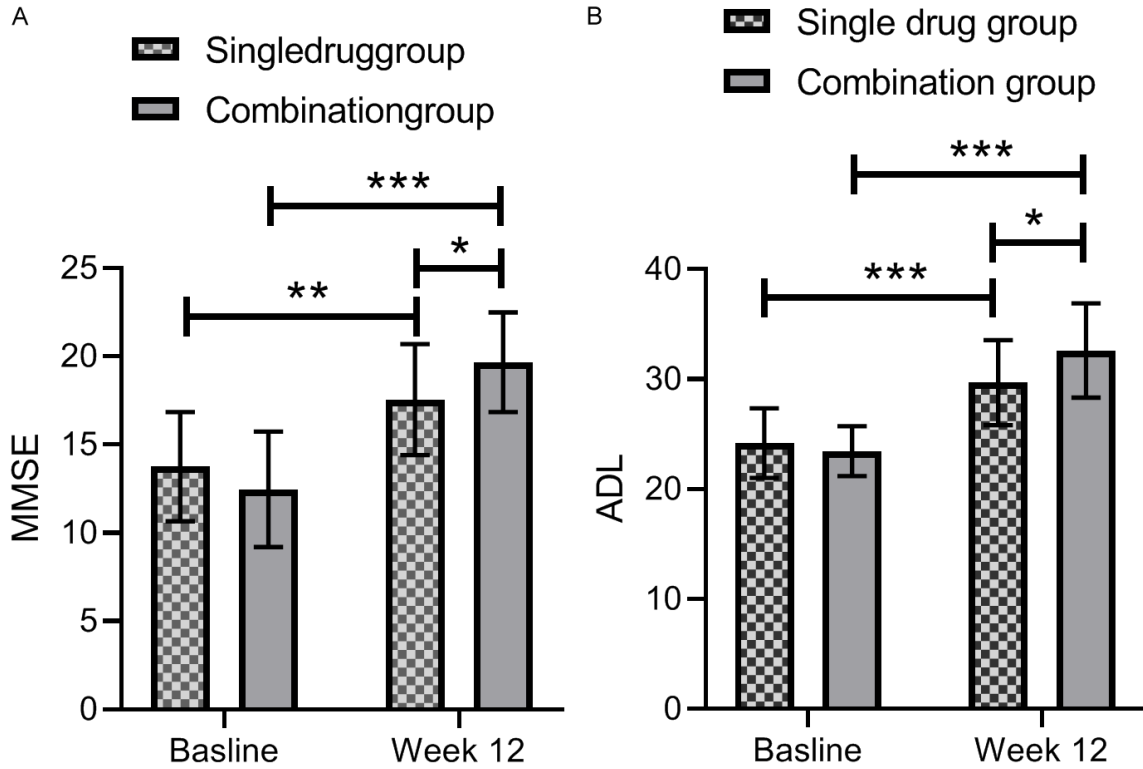 A
Singledruggroup
Combinationgroup
***
*
**
25
20
15
10
5
0
MMSE
Basline
Week 12
B
Single drug group
Combination group
***
*
***
40
30
20
10
0
ADL
Basline
Week 12